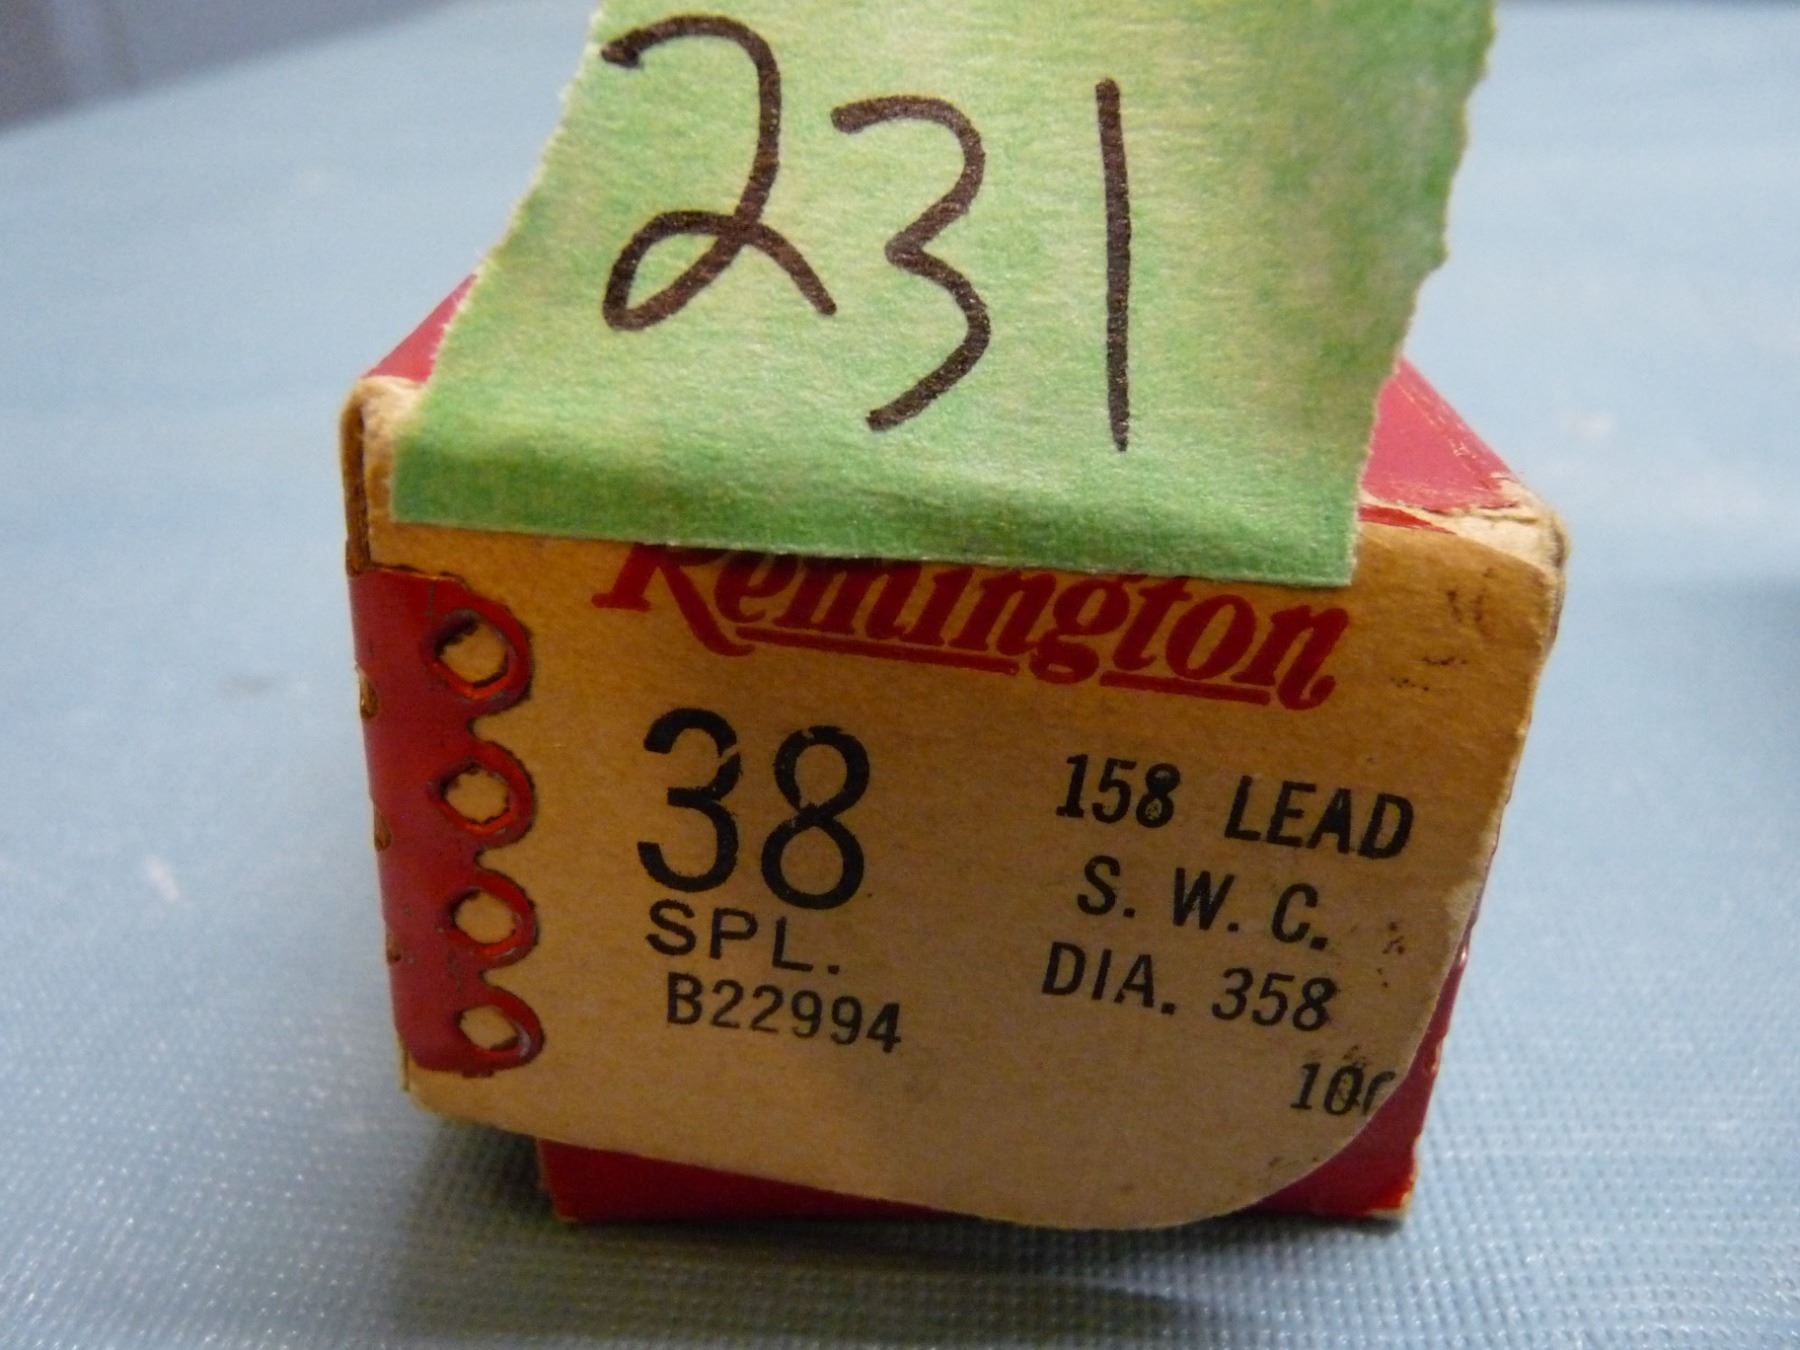 231
Remington
38
SPL.
B22994
158 LEAD
S. W. C.
DIA. 358